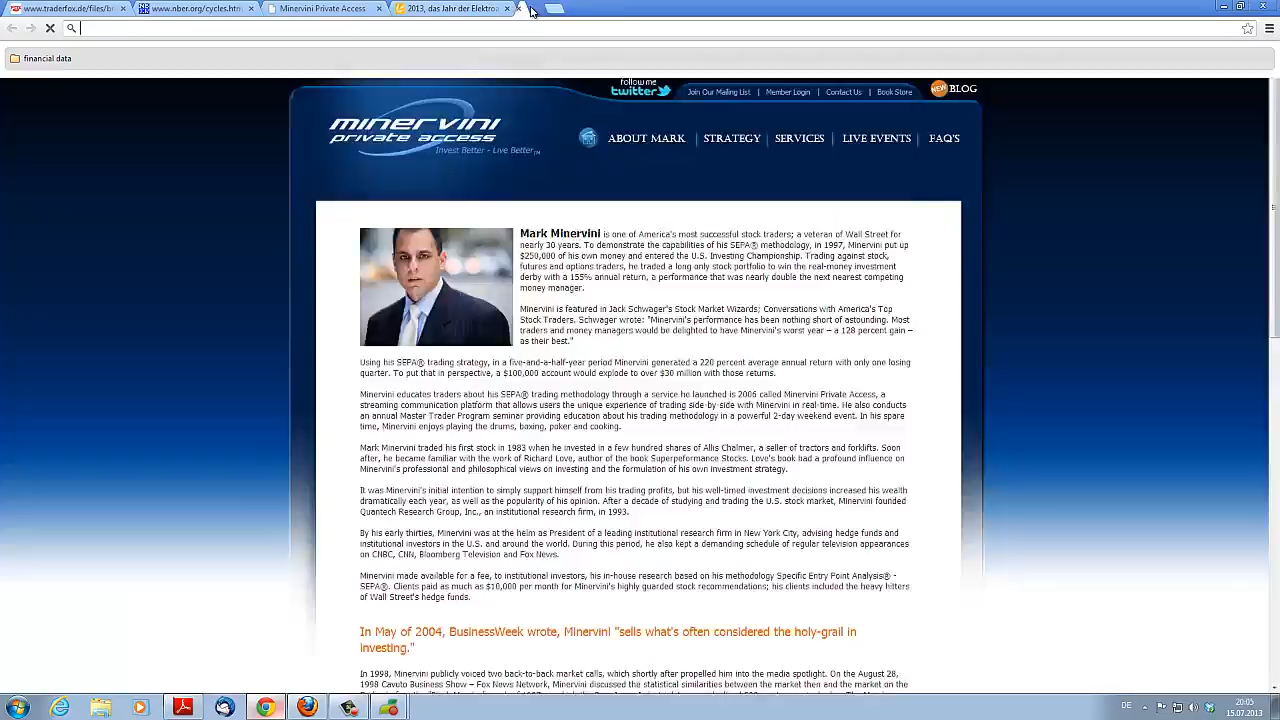 www.traderfox.de/files/br
www.nber.org/cycles.htm
Minervini Private Access
2013, das Jahr der Elektroa
financial data
follow me
twitter
Join Our Mailing List | Member Login | Contact Us | Book Store
NEW BLOG
minervini
private access
Invest Better - Live Better™
ABOUT MARK | STRATEGY | SERVICES | LIVE EVENTS | FAQ'S
Mark Minervini is one of America's most successful stock traders; a veteran of Wall Street for
nearly 30 years. To demonstrate the capabilities of his SEPA® methodology, in 1997, Minervini put up
$250,000 of his own money and entered the U.S. Investing Championship. Trading against stock,
futures and options traders, he traded a long only stock portfolio to win the real-money investment
derby with a 155% annual return, a performance that was nearly double the next nearest competing
money manager.
Minervini is featured in Jack Schwager's Stock Market Wizards; Conversations with America's Top
Stock Traders. Schwager wrote: "Minervini's performance has been nothing short of astounding. Most
traders and money managers would be delighted to have Minervini's worst year – a 128 percent gain –
as their best."
Using his SEPA® trading strategy, in a five-and-a-half-year period Minervini generated a 220 percent average annual return with only one losing
quarter. To put that in perspective, a $100,000 account would explode to over $30 million with those returns.
Minervini educates traders about his SEPA® trading methodology through a service he launched is 2006 called Minervini Private Access, a
streaming communication platform that allows users the unique experience of trading side-by-side with Minervini in real-time. He also conducts
an annual Master Trader Program seminar providing education about his trading methodology in a powerful 2-day weekend event. In his spare
time, Minervini enjoys playing the drums, boxing, poker and cooking.
Mark Minervini traded his first stock in 1983 when he invested in a few hundred shares of Allis Chalmer, a seller of tractors and forklifts. Soon
after, he became familiar with the work of Richard Love, author of the book Superperformance Stocks. Love's book had a profound influence on
Minervini's professional and philosophical views on investing and the formulation of his own investment strategy.
It was Minervini's initial intention to simply support himself from his trading profits, but his well-timed investment decisions increased his wealth
dramatically each year, as well as the popularity of his opinion. After a decade of studying and trading the U.S. stock market, Minervini founded
Quantech Research Group, Inc., an institutional research firm, in 1993.
By his early thirties, Minervini was at the helm as President of a leading institutional research firm in New York City, advising hedge funds and
institutional investors in the U.S. and around the world. During this period, he also kept a demanding schedule of regular television appearances
on CNBC, CNN, Bloomberg Television and Fox News.
Minervini made available for a fee, to institutional investors, his in-house research based on his methodology Specific Entry Point Analysis® -
SEPA®. Clients paid as much as $10,000 per month for Minervini's highly guarded stock recommendations; his clients included the heavy hitters
of Wall Street's hedge funds.
In May of 2004, BusinessWeek wrote, Minervini "sells what's often considered the holy-grail in
investing."
In 1998, Minervini publicly voiced two back-to-back market calls, which shortly after propelled him into the media spotlight. On the August 28,
1998 Cavuto Business Show – Fox News Network, Minervini discussed the statistical similarities between the market then and the market on the
DE
20:05
15.07.2013